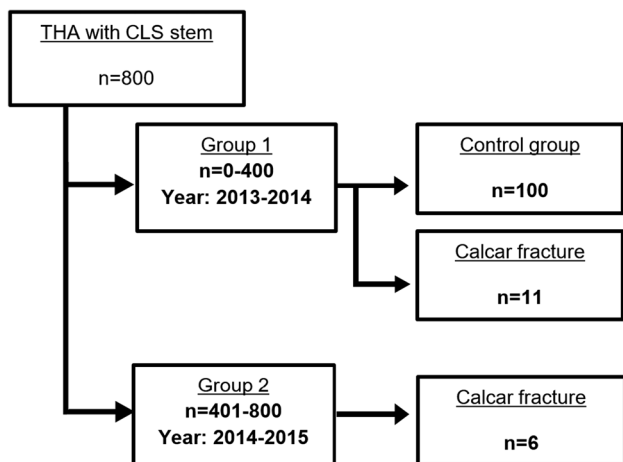 THA with CLS stem
n=800
Group 1
n=0-400
Year: 2013-2014
Control group
n=100
Calcar fracture
n=11
Group 2
n=401-800
Year: 2014-2015
Calcar fracture
n=6